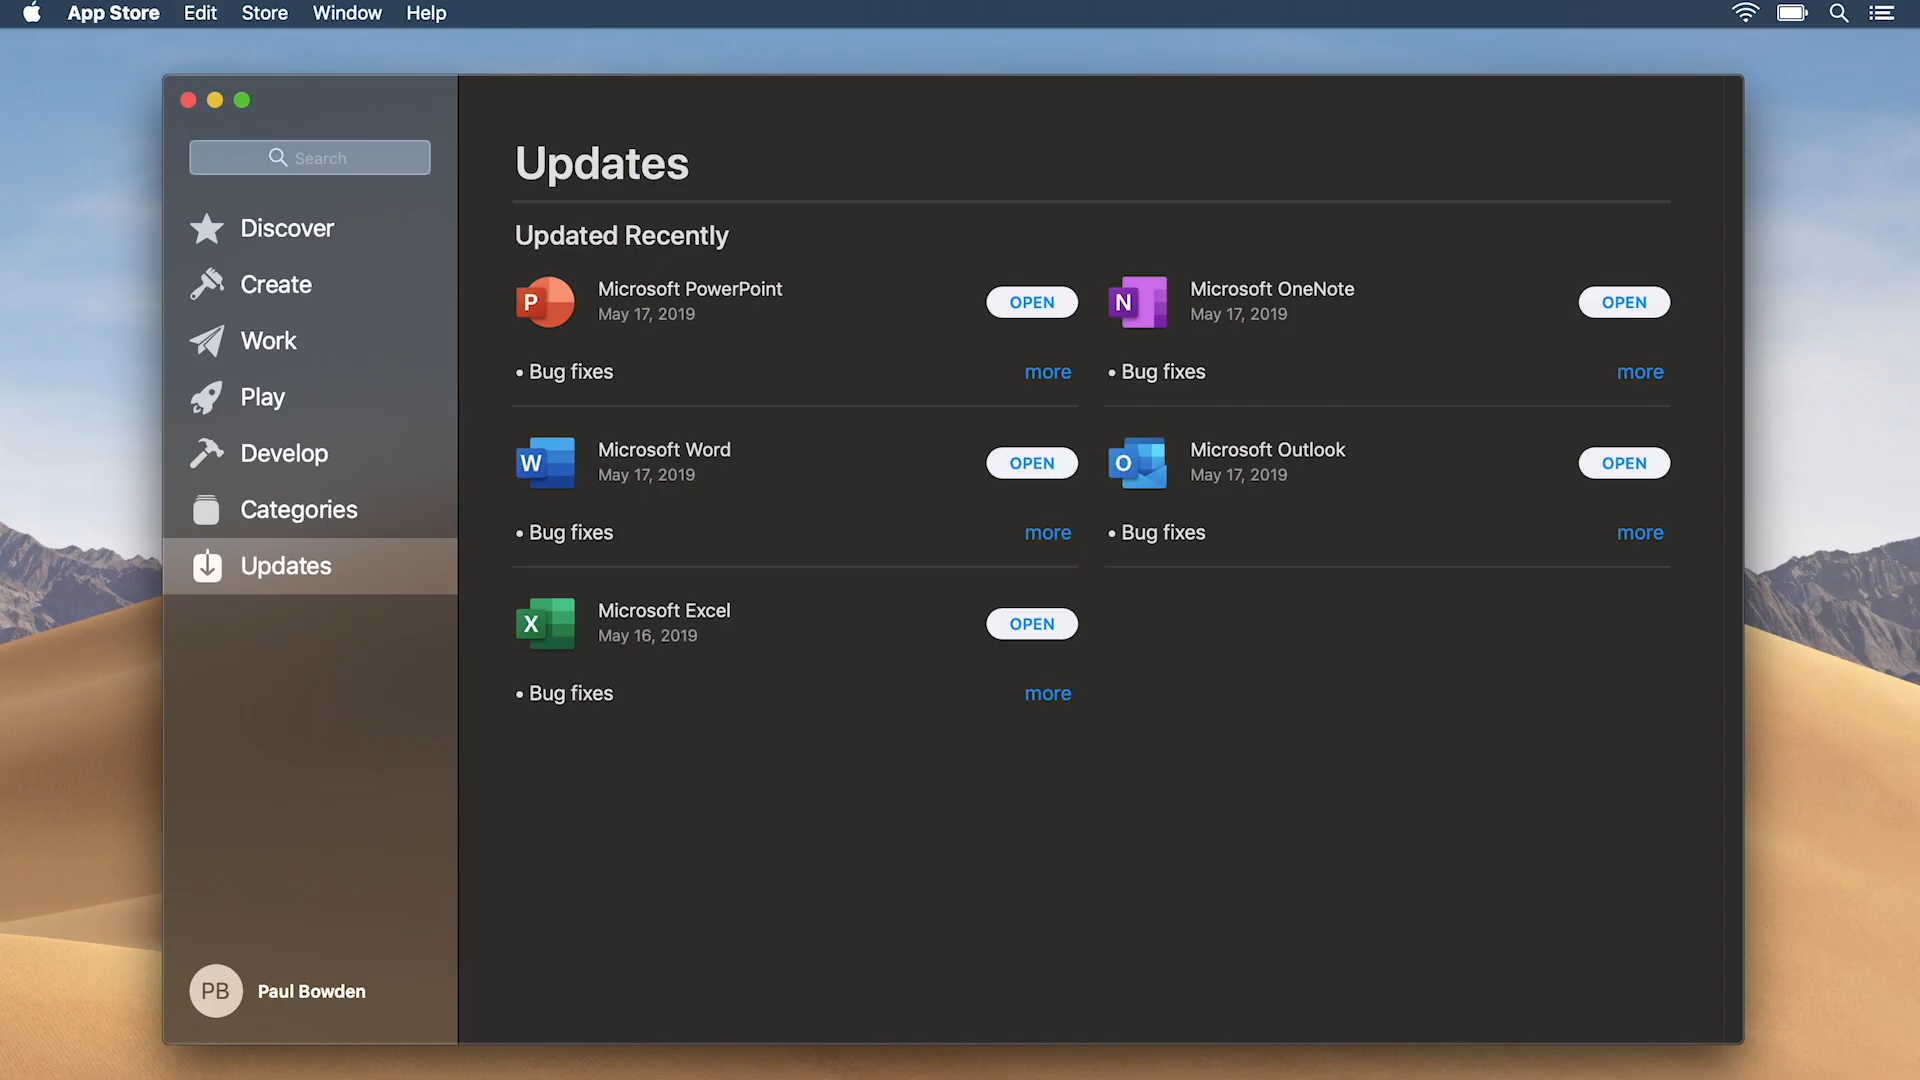 App Store Edit Store Window Help
Search
Discover
Create
Work
Play
Develop
Categories
Updates
PB Paul Bowden
Updates
Updated Recently
P Microsoft PowerPoint
May 17, 2019
OPEN
• Bug fixes more
N Microsoft OneNote
May 17, 2019
OPEN
• Bug fixes more
W Microsoft Word
May 17, 2019
OPEN
• Bug fixes more
O Microsoft Outlook
May 17, 2019
OPEN
• Bug fixes more
X Microsoft Excel
May 16, 2019
OPEN
• Bug fixes more